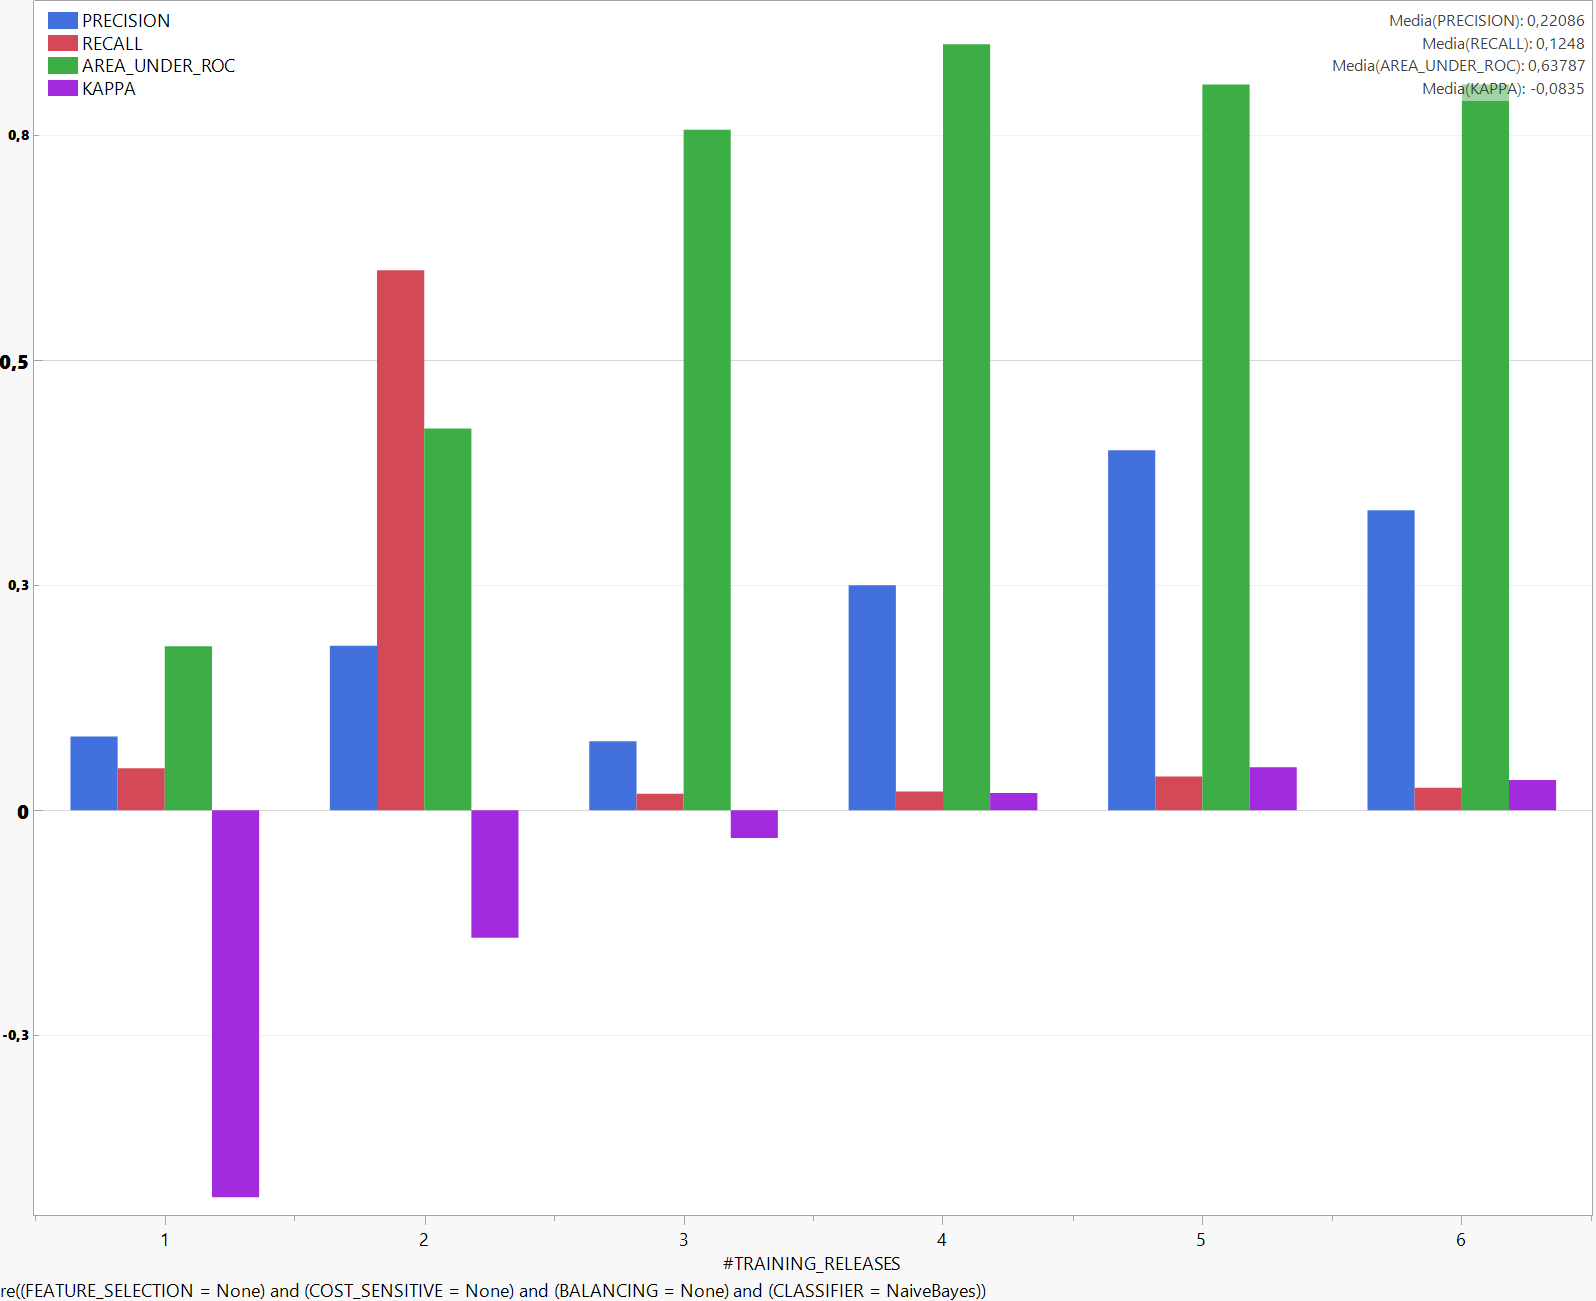 PRECISION
RECALL
AREA_UNDER_ROC
KAPPA
Media(PRECISION): 0,22086
Media(RECALL): 0,1248
Media(AREA_UNDER_ROC): 0,63787
Media(KAPPA): -0,0835
0,8
0,5
0,3
0
-0,3
1 2 3 4 5 6
#TRAINING_RELEASES
re((FEATURE_SELECTION = None) and (COST_SENSITIVE = None) and (BALANCING = None) and (CLASSIFIER = NaiveBayes))